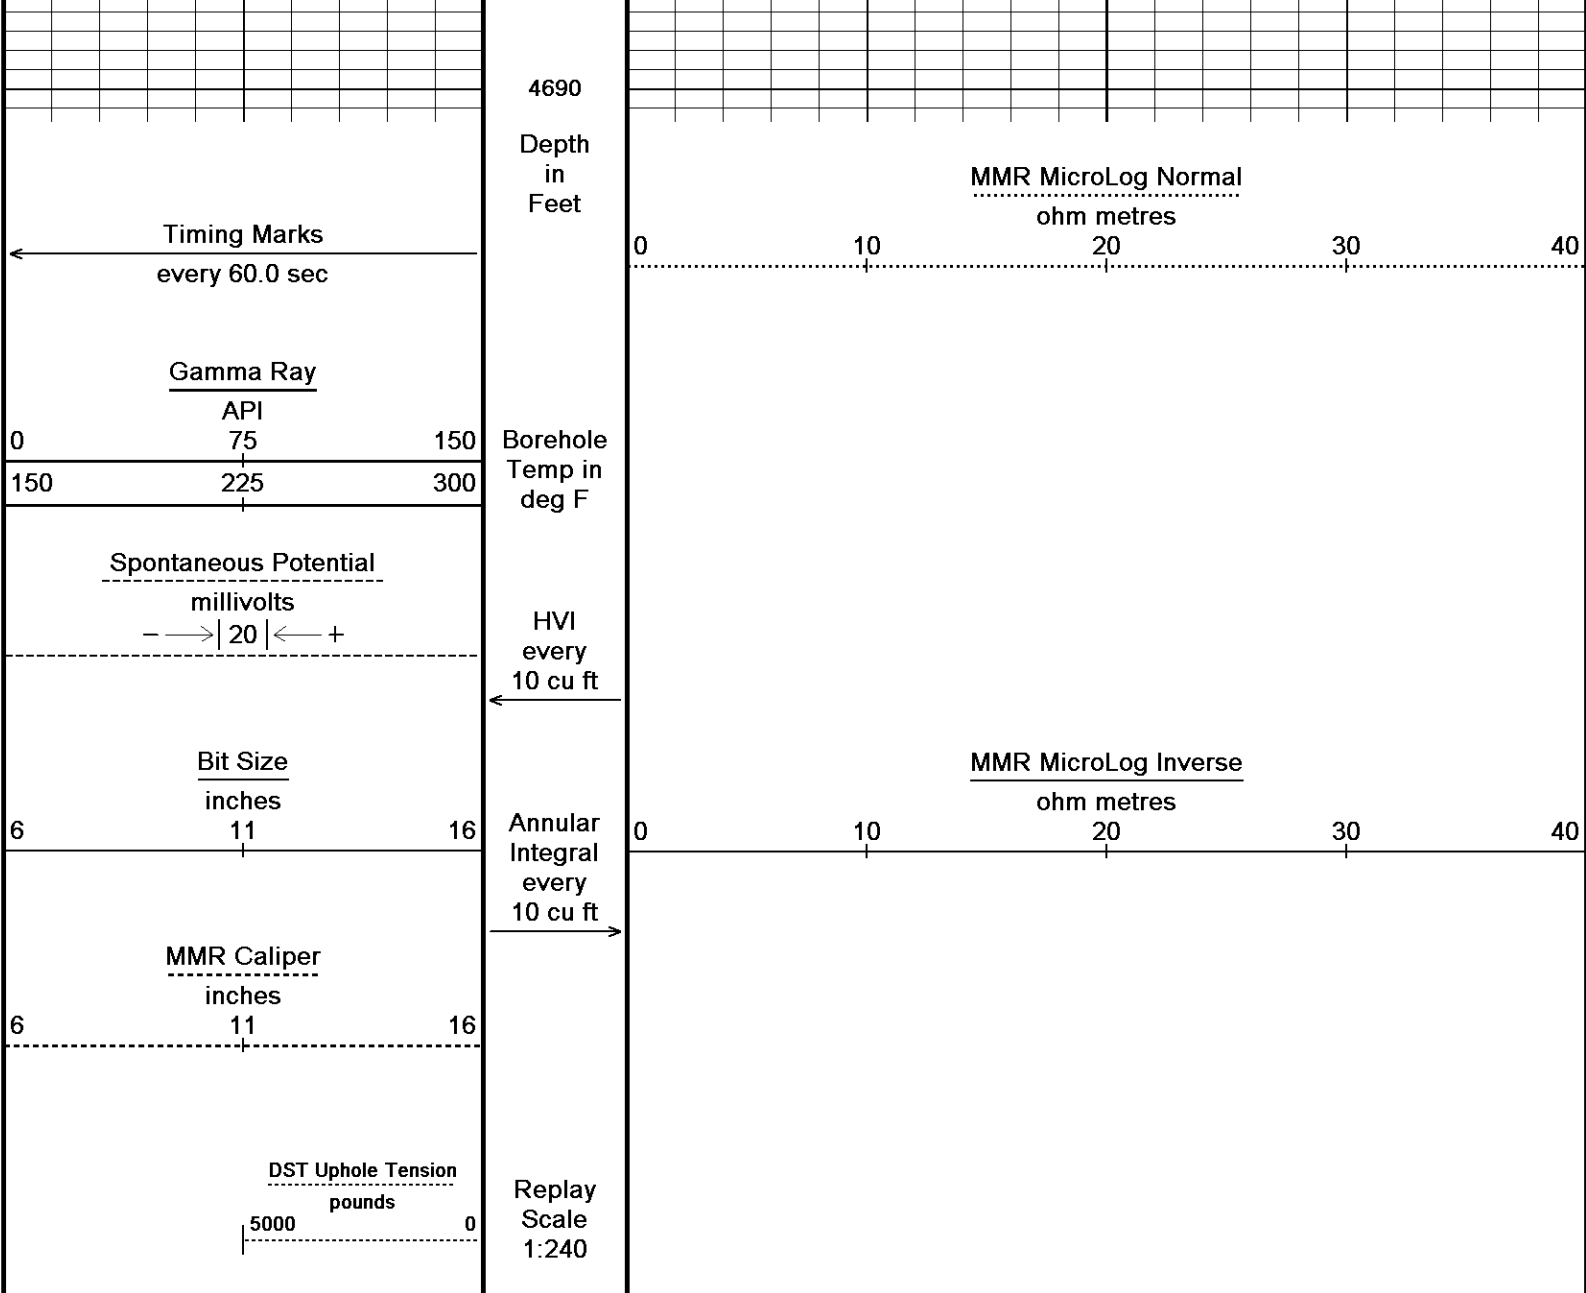 4690
Depth
in
Feet
MMR MicroLog Normal
ohm metres
0 10 20 30 40
Timing Marks
every 60.0 sec
Gamma Ray
API
0 75 150
150 225 300
Borehole
Temp in
deg F
Spontaneous Potential
millivolts
− 20 +
HVI
every
10 cu ft
Bit Size
inches
6 11 16
MMR MicroLog Inverse
ohm metres
0 10 20 30 40
Annular
Integral
every
10 cu ft
MMR Caliper
inches
6 11 16
DST Uphole Tension
pounds
5000 0
Replay
Scale
1:240